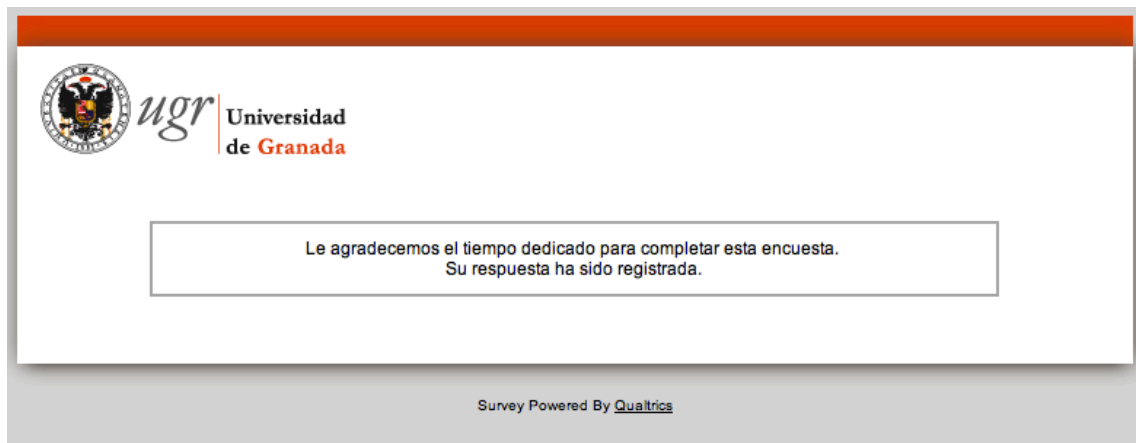 ugr
Universidad
de Granada
Le agradecemos el tiempo dedicado para completar esta encuesta.
Su respuesta ha sido registrada.
Survey Powered By Qualtrics